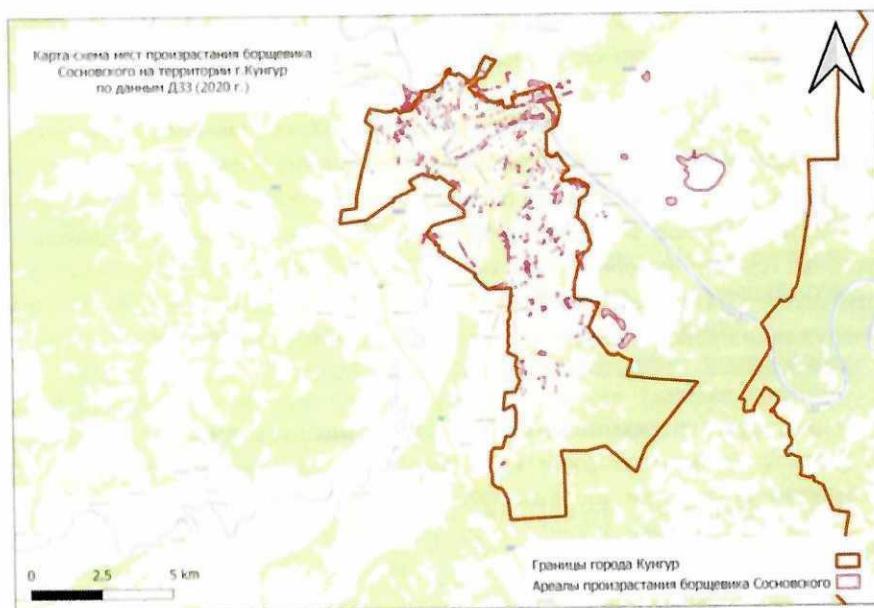 Карта-схема мест произрастания борщевика
Сосновского на территории г.Кунгур
по данным ДЗЗ (2020 г.)
Границы города Кунгур
Ареалы произрастания борщевика Сосновского
0 2.5 5 km